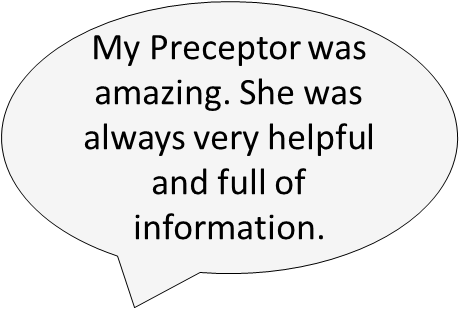 My Preceptor was
amazing. She was
always very helpful
and full of
information.